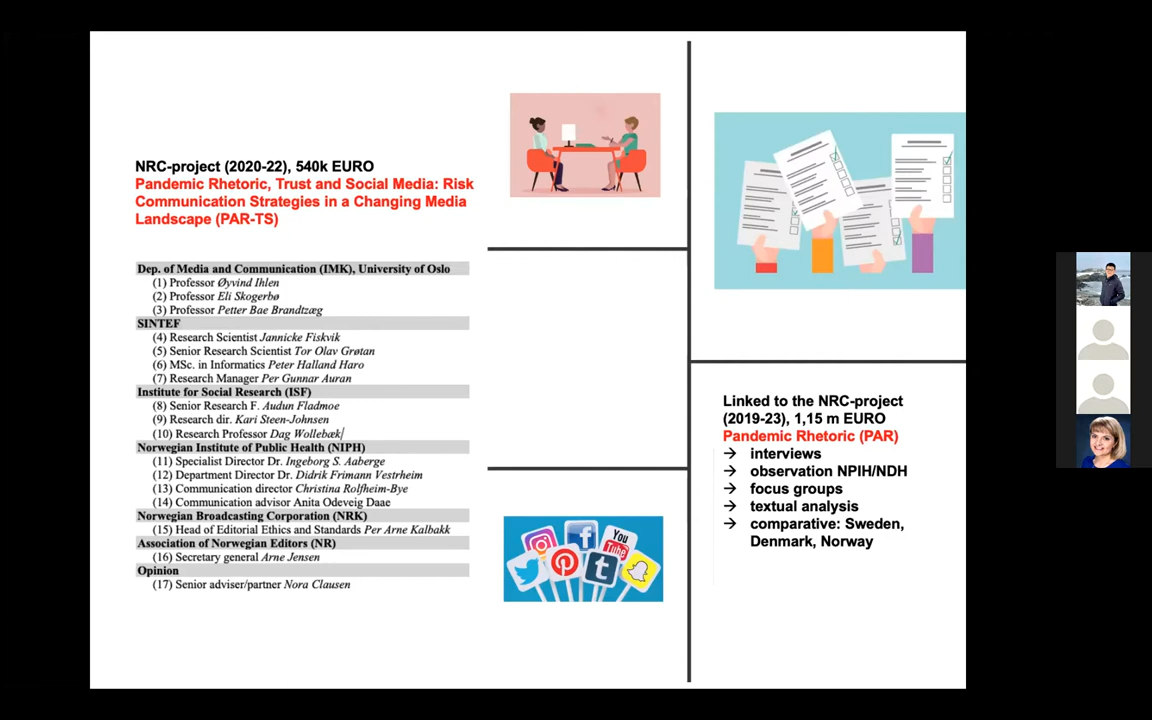 NRC-project (2020-22), 540k EURO
Pandemic Rhetoric, Trust and Social Media: Risk
Communication Strategies in a Changing Media
Landscape (PAR-TS)
Dep. of Media and Communication (IMK), University of Oslo
(1) Professor Øyvind Ihlen
(2) Professor Eli Skogerbø
(3) Professor Petter Bae Brandtzæg
SINTEF
(4) Research Scientist Jannicke Fiskvik
(5) Senior Research Scientist Tor Olav Grøtan
(6) MSc. in Informatics Peter Halland Haro
(7) Research Manager Per Gunnar Auran
Institute for Social Research (ISF)
(8) Senior Research F. Audun Fladmoe
(9) Research dir. Kari Steen-Johnsen
(10) Research Professor Dag Wollebæk/
Norwegian Institute of Public Health (NIPH)
(11) Specialist Director Dr. Ingeborg S. Aaberge
(12) Department Director Dr. Didrik Frimann Vestrheim
(13) Communication director Christina Rolfheim-Bye
(14) Communication advisor Anita Odeveig Daae
Norwegian Broadcasting Corporation (NRK)
(15) Head of Editorial Ethics and Standards Per Arne Kalbakk
Association of Norwegian Editors (NR)
(16) Secretary general Arne Jensen
Opinion
(17) Senior adviser/partner Nora Clausen
You
Tube
Linked to the NRC-project
(2019-23), 1,15 m EURO
Pandemic Rhetoric (PAR)
→ interviews
→ observation NPIH/NDH
→ focus groups
→ textual analysis
→ comparative: Sweden,
Denmark, Norway